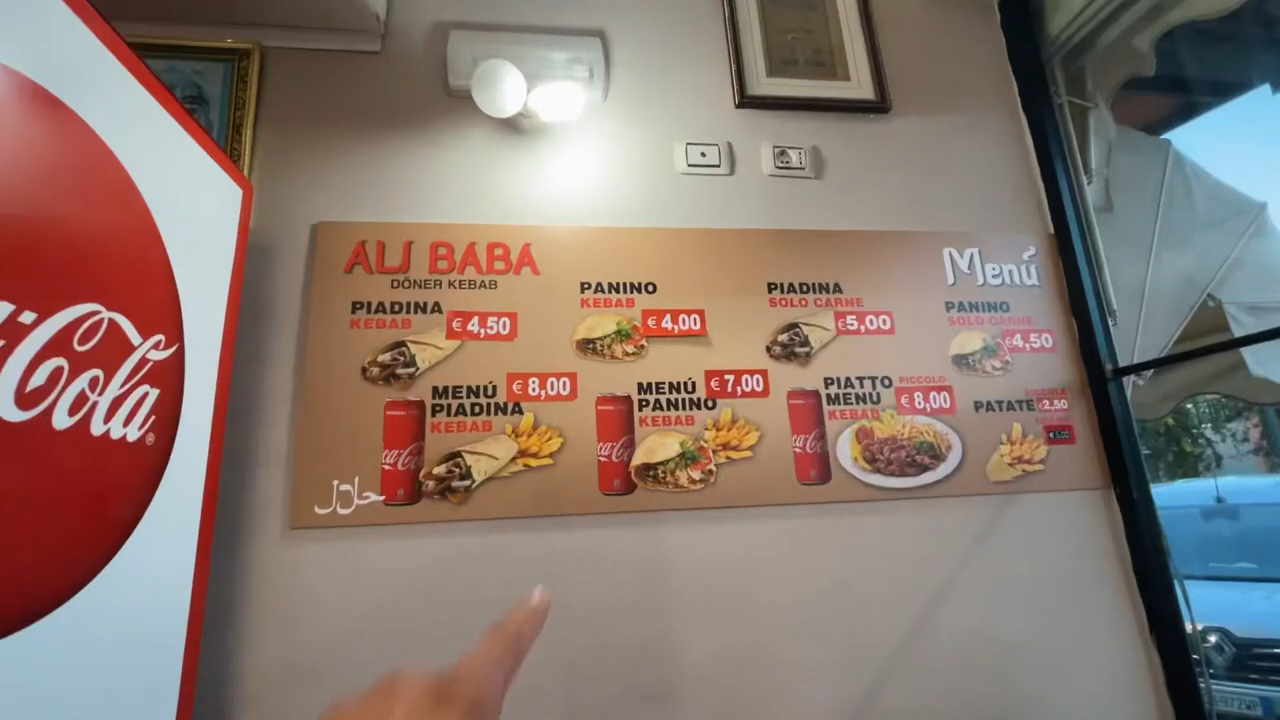 Cola
ALI BABA
DÖNER KEBAB
Menú
PIADINA
KEBAB
€ 4,50
PANINO
KEBAB
€ 4,00
PIADINA
SOLO CARNE
€5,00
PANINO
SOLO CARNE
€4,50
MENÚ
PIADINA
KEBAB
€ 8,00
MENÚ
PANINO
KEBAB
€ 7,00
PIATTO
MENÚ
KEBAB
PICCOLO
€ 8,00
PATATE
€2,50
حلال